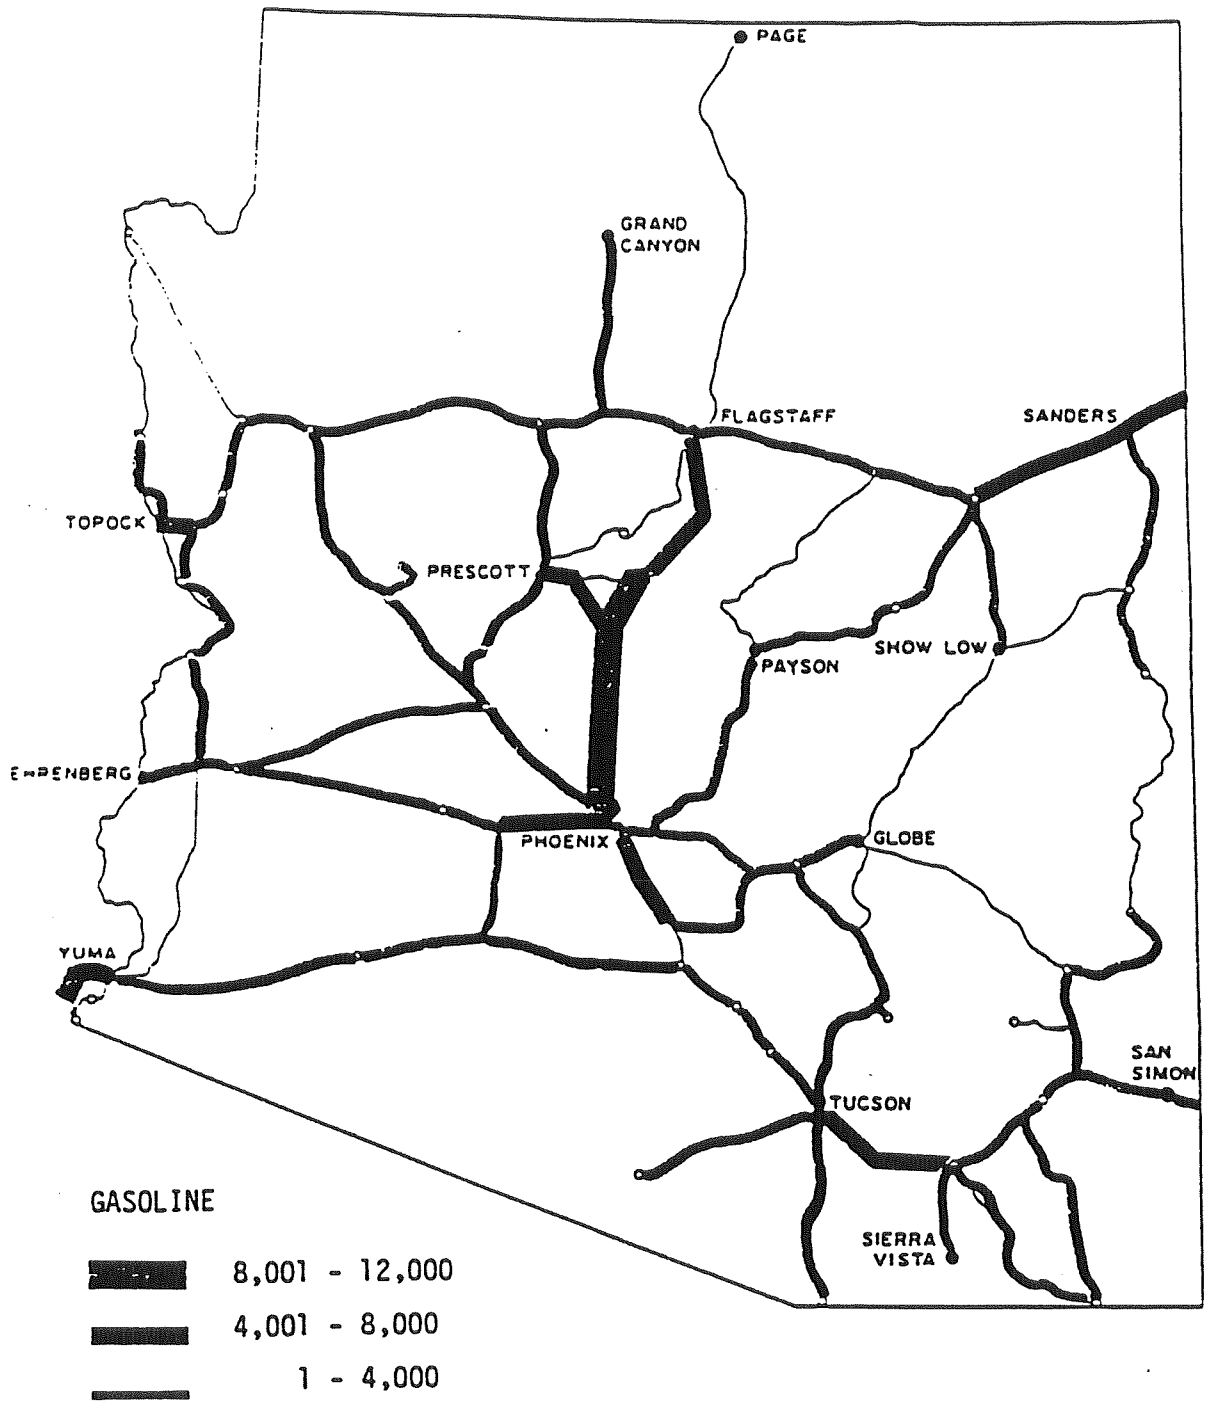 PAGE
GRAND
CANYON
FLAGSTAFF
SANDERS
TOPOCK
PRESCOTT
SHOW LOW
PAYSON
PHOENIX
GLOBE
YUMA
SAN
SIMON
TUCSON
SIERRA
VISTA
GASOLINE
8,001 - 12,000
4,001 - 8,000
1 - 4,000